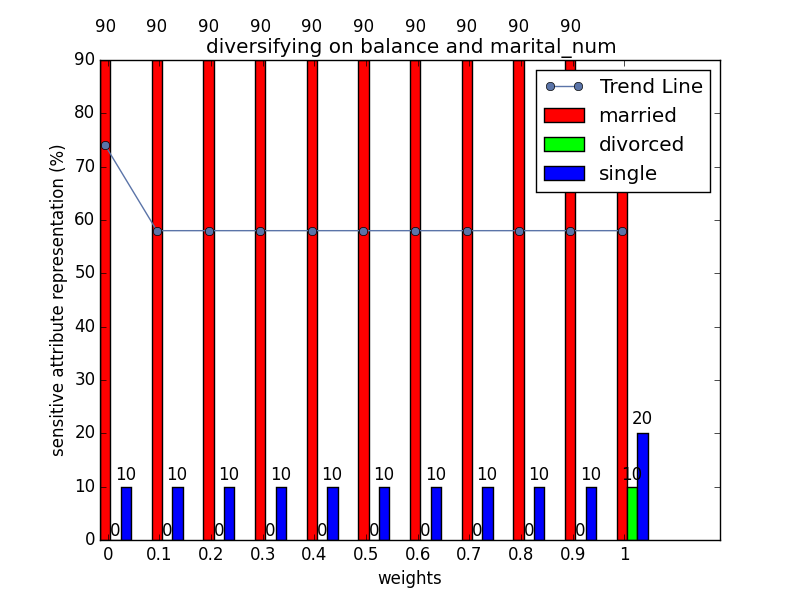 90 90 90 90 90 90 90 90 90 90
diversifying on balance and marital_num
90
80
70
60
50
40
30
20
10
0
sensitive attribute representation (%)
Trend Line
married
divorced
single
20
10 10 10 10 10 10 10 10 10 10 10
0 0 0 0 0 0 0 0 0 0
0 0.1 0.2 0.3 0.4 0.5 0.6 0.7 0.8 0.9 1
weights